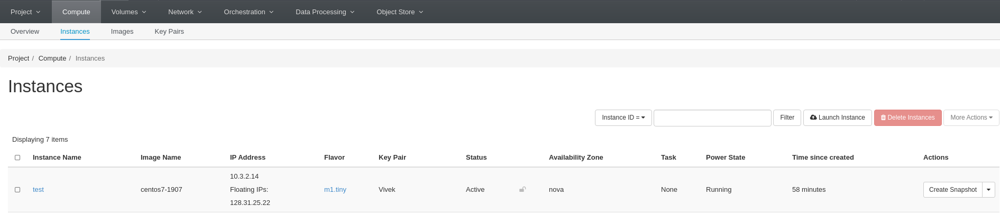 Project Compute Volumes Network Orchestration Data Processing Object Store
Overview Instances Images Key Pairs
Project / Compute / Instances
Instances
Instance ID = Filter Launch Instance Delete Instances More Actions
Displaying 7 items
Instance Name Image Name IP Address Flavor Key Pair Status Availability Zone Task Power State Time since created Actions
test centos7-1907 10.3.2.14 Floating IPs: 128.31.25.22 m1.tiny Vivek Active nova None Running 58 minutes Create Snapshot